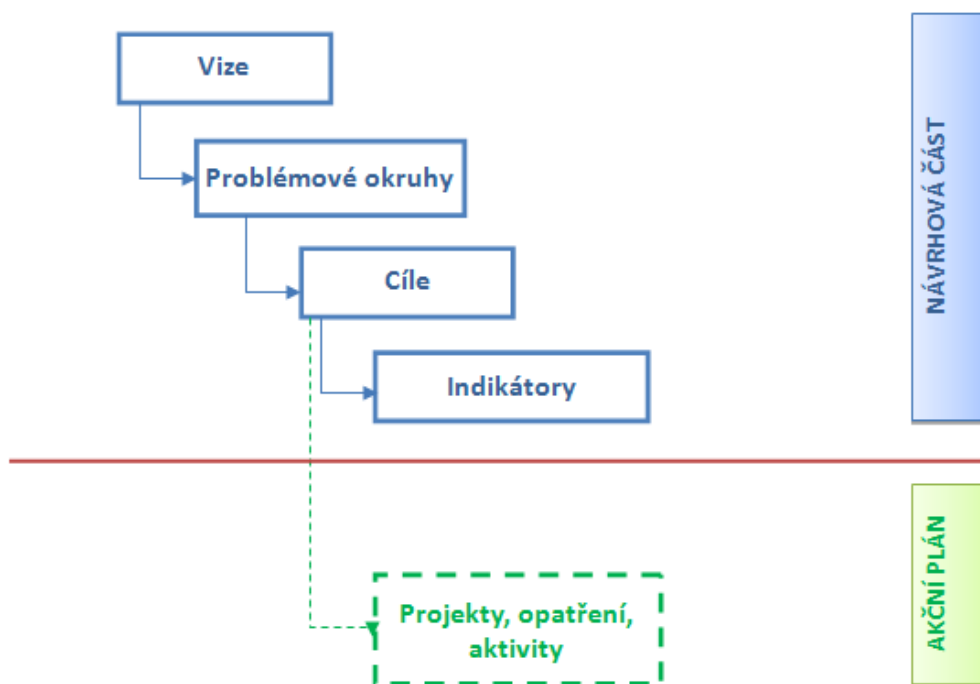 Vize
Problémové okruhy
Cíle
Indikátory
NÁVRHOVÁ ČÁST
Projekty, opatření,
aktivity
AKČNÍ PLÁN